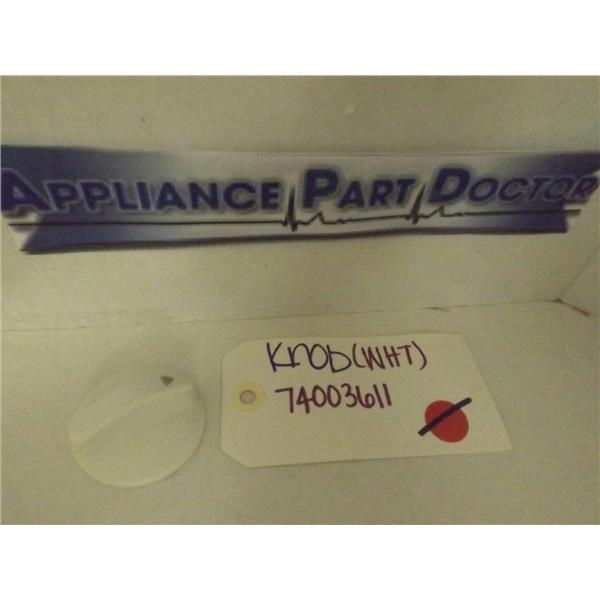 APPLIANCE PART DOCTOR
KNOB(WHT)
74003611